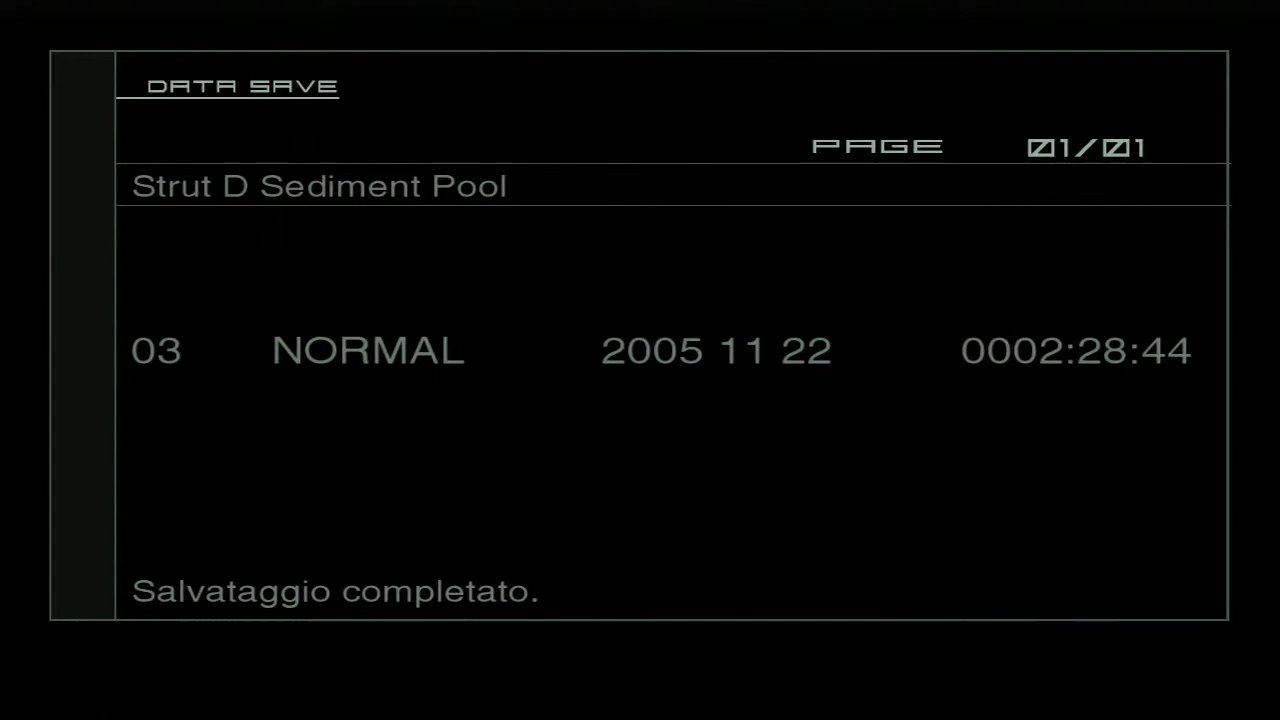 DATA SAVE
PAGE 01/01
Strut D Sediment Pool
03 NORMAL 2005 11 22 0002:28:44
Salvataggio completato.